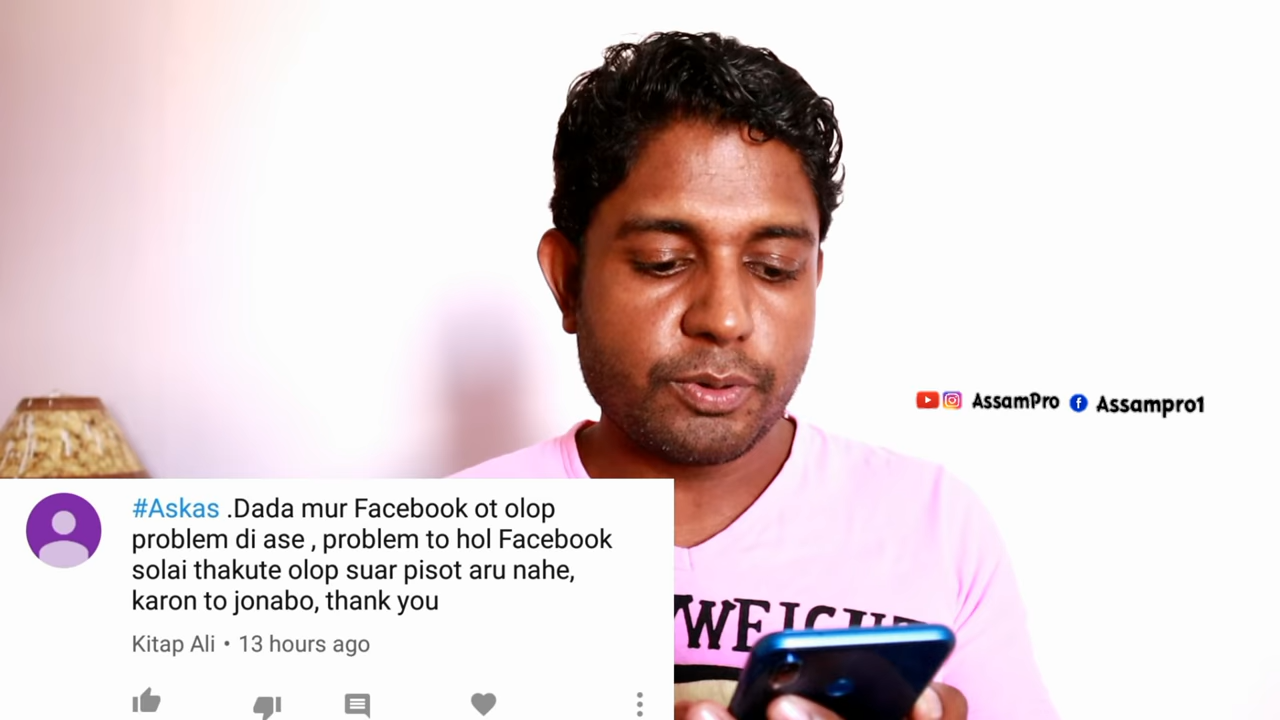 AssamPro Assampro1
#Askas .Dada mur Facebook ot olop
problem di ase , problem to hol Facebook
solai thakute olop suar pisot aru nahe,
karon to jonabo, thank you
Kitap Ali • 13 hours ago